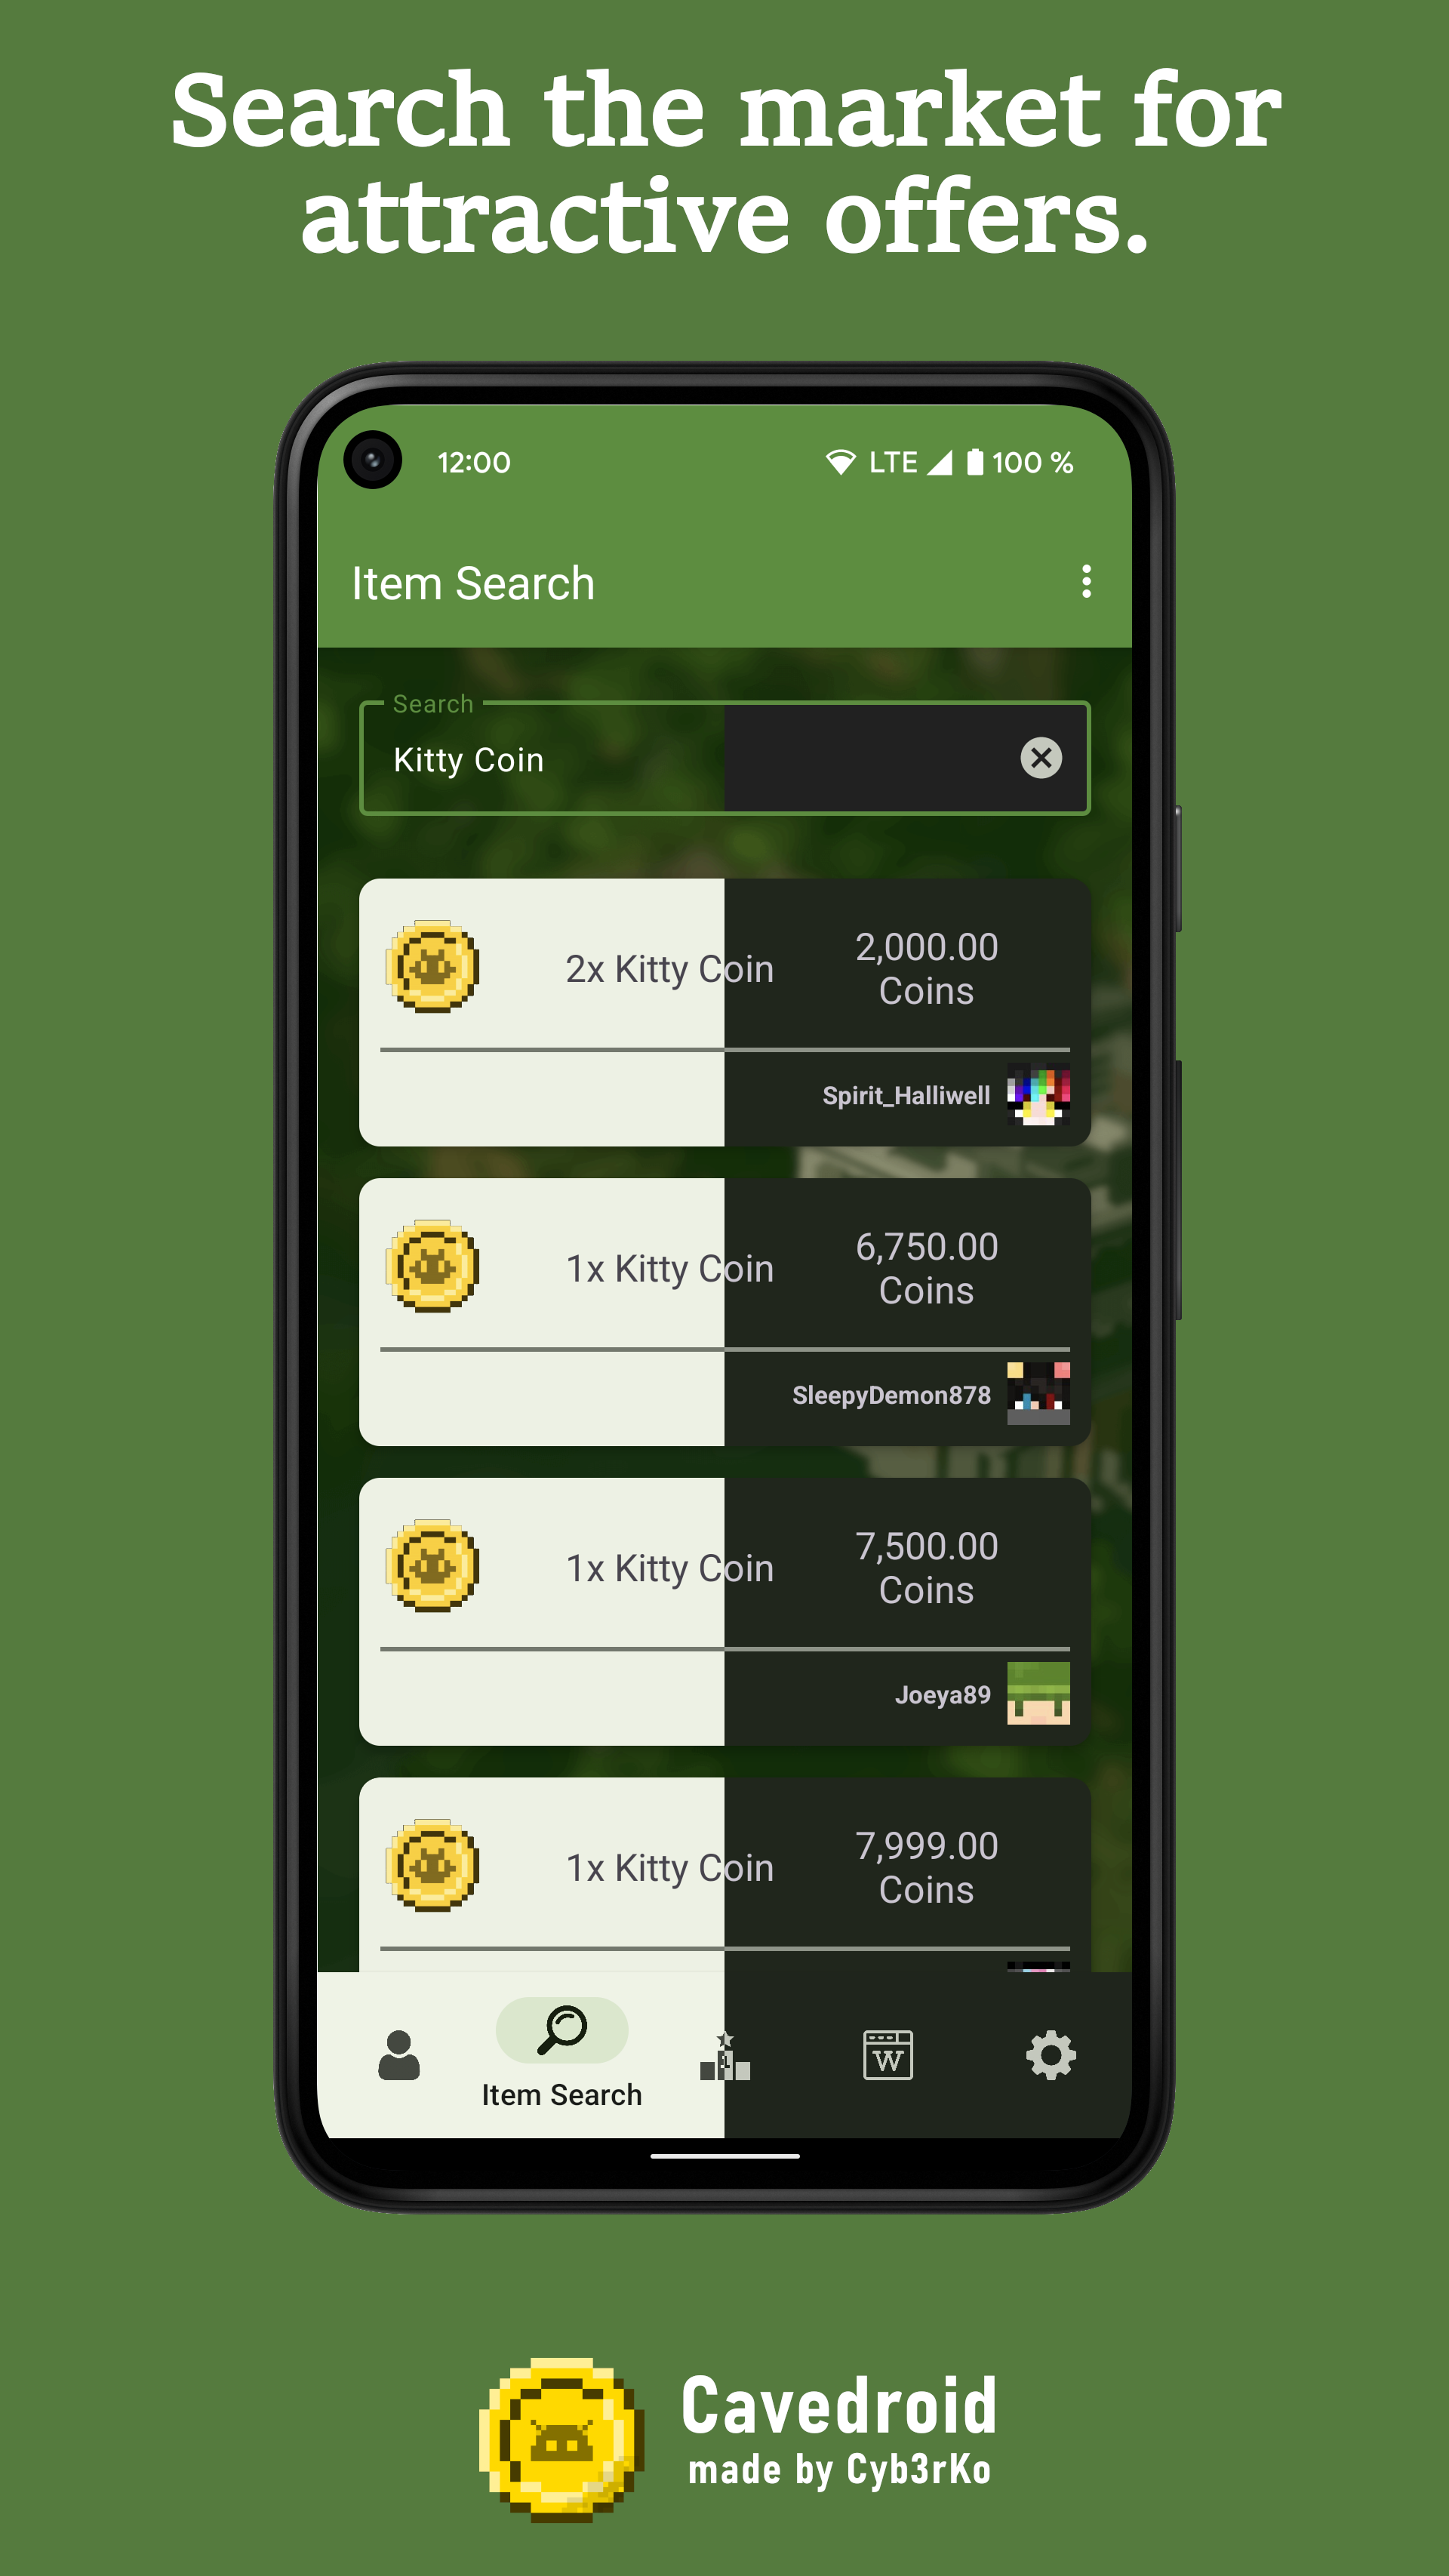 Search the market for
attractive offers.
12:00 LTE 100 %
Item Search
Search
Kitty Coin
2x Kitty Coin
2,000.00
Coins
Spirit_Halliwell
1x Kitty Coin
6,750.00
Coins
SleepyDemon878
1x Kitty Coin
7,500.00
Coins
Joeya89
1x Kitty Coin
7,999.00
Coins
1
W
Item Search
Cavedroid
made by Cyb3rKo